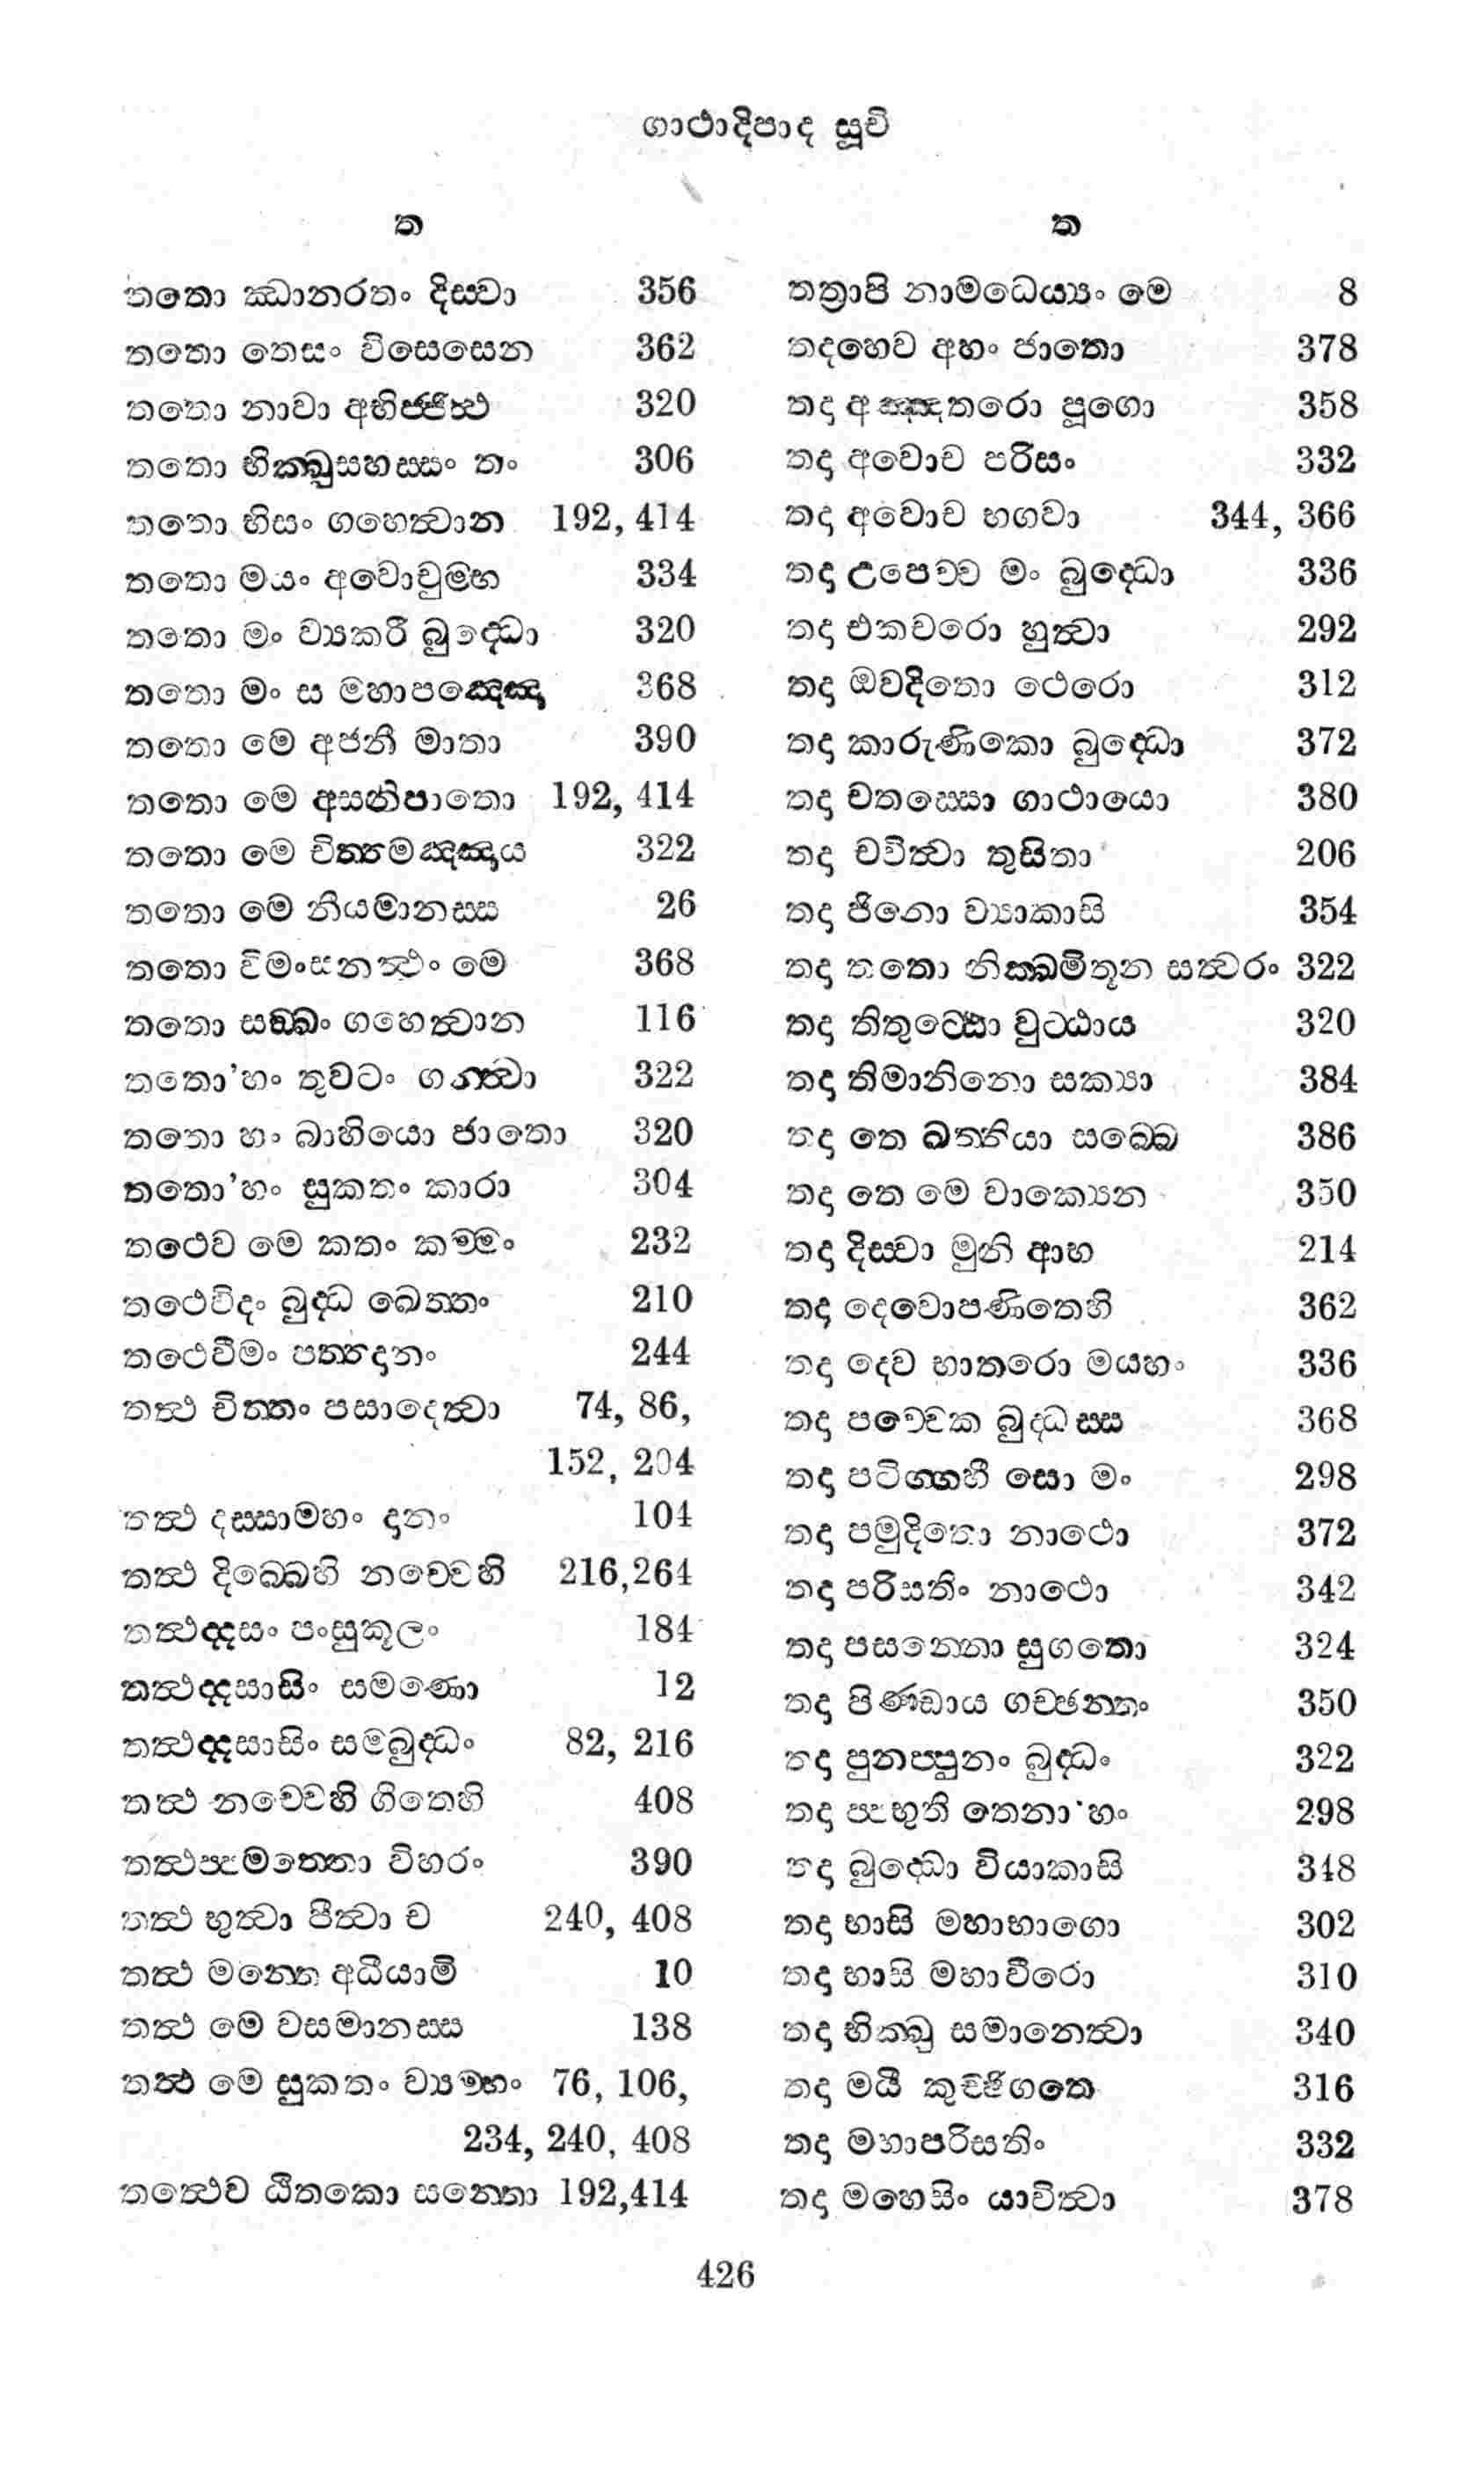 ගාථාදිපාද සූචි
ත
තතො ඣානරතං දිස්වා 356
තතො තෙසං විසෙසෙන 362
තතො නාවා අභිජ්ජිත්ථ 320
තතො භික්ඛුසහස්සං තං 306
තතො භිසං ගහෙත්වාන 192, 414
තතො මයං අවොචුම්භ 334
තතො මං ව්‍යකරී බුද්ධො 320
තතො මං ස මහාපඤ්ඤො 368
තතො මෙ අජනී මාතා 390
තතො මෙ අසනිපාතො 192, 414
තතො මෙ චිත්තමඤ්ඤාය 322
තතො මෙ නීයමානස්ස 26
තතො විමංසනත්ථං මෙ 368
තතො සඞ්ඛං ගහෙත්වාන 116
තතො'හං තුවටං ගන්ත්වා 322
තතො හං බාහියො ජාතො 320
තතො'හං සුකතං කාරා 304
තථෙව මෙ කතං කම්මං 232
තථෙවිදං බුද්ධ ඛෙත්තං 210
තථෙවීමං පත්තදානං 244
තත්ථ චිත්තං පසාදෙත්වා 74, 86,
152, 204
තත්ථ දස්සාමහං දානං 104
තත්ථ දිබ්බෙහි නච්චෙහි 216,264
තත්ථද්දසං පංසුකූලං 184
තත්ථද්දසාසිං සමණො 12
තත්ථද්දසාසිං සම්බුද්ධං 82, 216
තත්ථ නච්චෙහි ගිතෙහි 408
තත්ථප්පමත්තො විහරං 390
තත්ථ භුත්වා පීත්වා ච 240, 408
තත්ථ මන්තෙ අධීයාමි 10
තත්ථ මෙ වසමානස්ස 138
තත්ථ මෙ සුකතං ව්‍යම්හං 76, 106,
234, 240, 408
තත්ථෙව ඨිතකො සන්තො 192,414
ත
තත්‍රාපි නාමධෙය්‍යං මෙ 8
තදහෙව අහං ජාතො 378
තදා අඤ්ඤතරො පූගො 358
තදා අවොච පරිසං 332
තදා අවොච භගවා 344, 366
තදා උපෙච්ච මං බුද්ධො 336
තදා එකචරො හුත්වා 292
තදා ඔවදිතො ථෙරො 312
තදා කාරුණිකො බුද්ධො 372
තදා චතස්සො ගාථායො 380
තදා චවිත්වා තුසිතා 206
තදා ජිනො ව්‍යාකාසි 354
තදා තතො නික්ඛමිතූන සත්වරං 322
තදා තිතුට්ඨො වුට්ඨාය 320
තදා තිමානිනො සක්‍යා 384
තදා තෙ ඛත්තියා සබ්බෙ 386
තදා තෙ මෙ වාක්‍යෙන 350
තදා දිස්වා මුනි ආභ 214
තදා දෙවොපණිතෙහි 362
තදා දෙව භාතරො මයහං 336
තදා පච්චෙක බුද්ධස්ස 368
තදා පටිග්ගහී සො මං 298
තදා පමුදිතො නාථො 372
තදා පරිසතිං නාථො 342
තදා පසන්නො සුගතො 324
තදා පිණ්ඩාය ගච්ඡන්තං 350
තදා පුනප්පුනං බුද්ධං 322
තදා ප්පභුති තෙනා'හං 298
තදා බුද්ධො වියාකාසි 348
තදා භාසි මහාභාගො 302
තදා භාසි මහාවීරො 310
තදා භික්ඛු සමානෙත්වා 340
තදා මයි කුච්ඡිගතෙ 316
තදා මහාපරිසතිං 332
තදා මහෙසිං යාචිත්වා 378
426